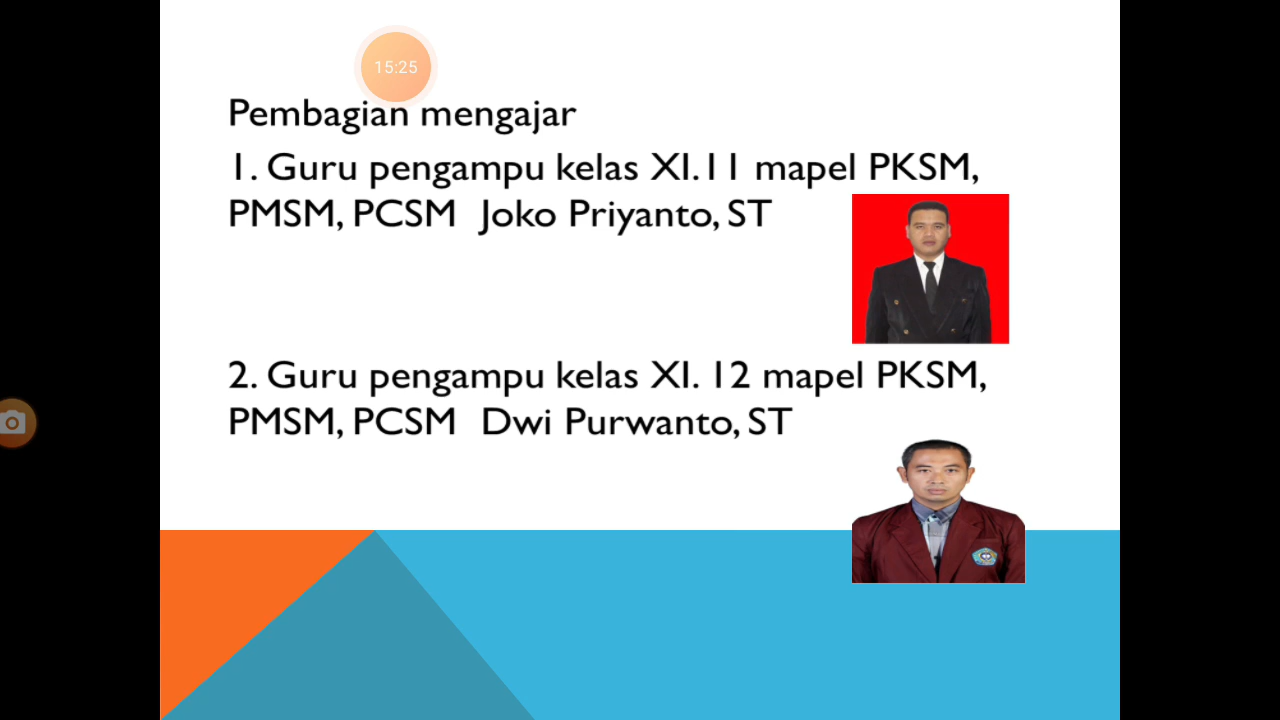 15:25
Pembagian mengajar
1. Guru pengampu kelas XI.11 mapel PKSM,
PMSM, PCSM Joko Priyanto, ST
2. Guru pengampu kelas XI. 12 mapel PKSM,
PMSM, PCSM Dwi Purwanto, ST